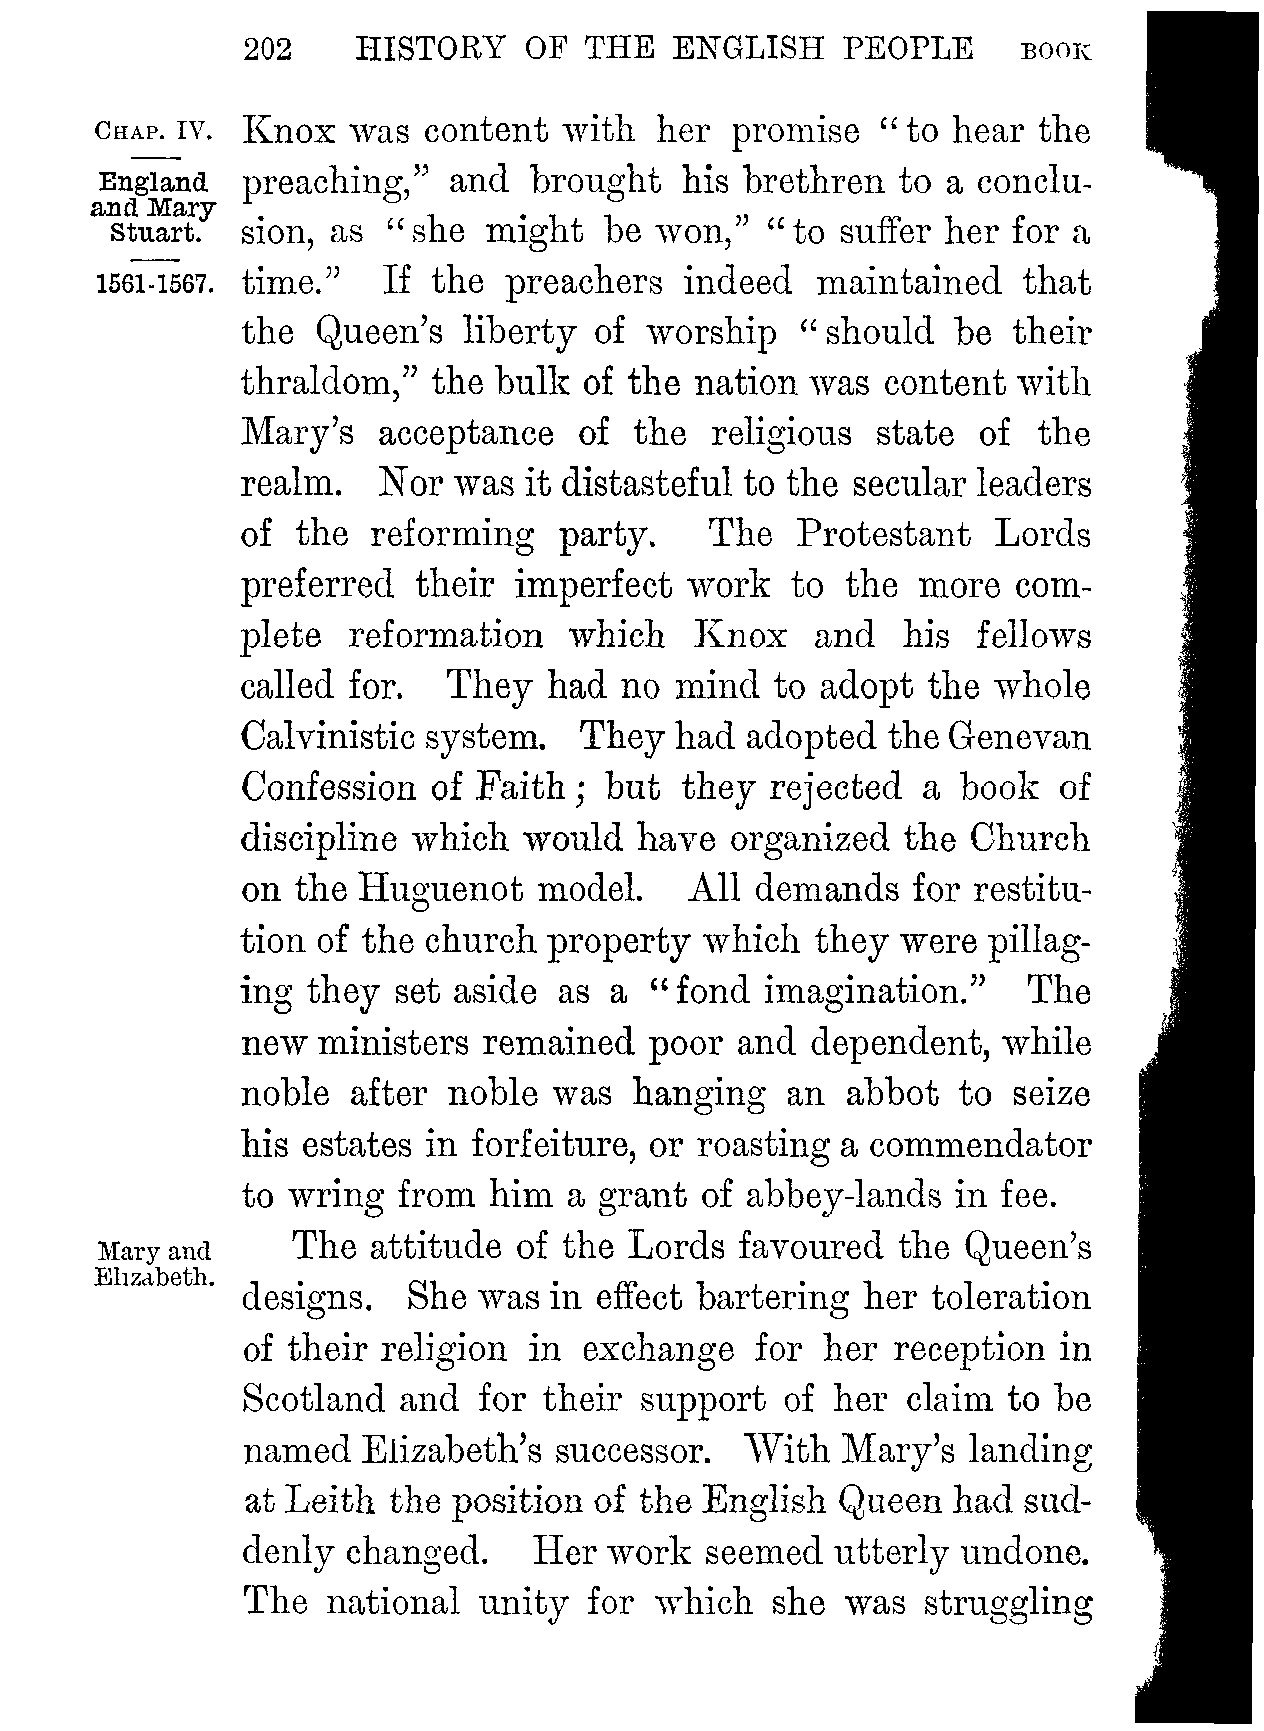 202 HISTORY OF THE ENGLISH PEOPLE BOOK
CHAP. IV.
England
and Mary
Stuart.
1561-1567.
Knox was content with her promise “to hear the
preaching,” and brought his brethren to a conclu-
sion, as “she might be won,” “to suffer her for a
time.” If the preachers indeed maintained that
the Queen’s liberty of worship “should be their
thraldom,” the bulk of the nation was content with
Mary’s acceptance of the religious state of the
realm. Nor was it distasteful to the secular leaders
of the reforming party. The Protestant Lords
preferred their imperfect work to the more com-
plete reformation which Knox and his fellows
called for. They had no mind to adopt the whole
Calvinistic system. They had adopted the Genevan
Confession of Faith; but they rejected a book of
discipline which would have organized the Church
on the Huguenot model. All demands for restitu-
tion of the church property which they were pillag-
ing they set aside as a “fond imagination.” The
new ministers remained poor and dependent, while
noble after noble was hanging an abbot to seize
his estates in forfeiture, or roasting a commendator
to wring from him a grant of abbey-lands in fee.
Mary and
Elizabeth.
The attitude of the Lords favoured the Queen’s
designs. She was in effect bartering her toleration
of their religion in exchange for her reception in
Scotland and for their support of her claim to be
named Elizabeth’s successor. With Mary’s landing
at Leith the position of the English Queen had sud-
denly changed. Her work seemed utterly undone.
The national unity for which she was struggling